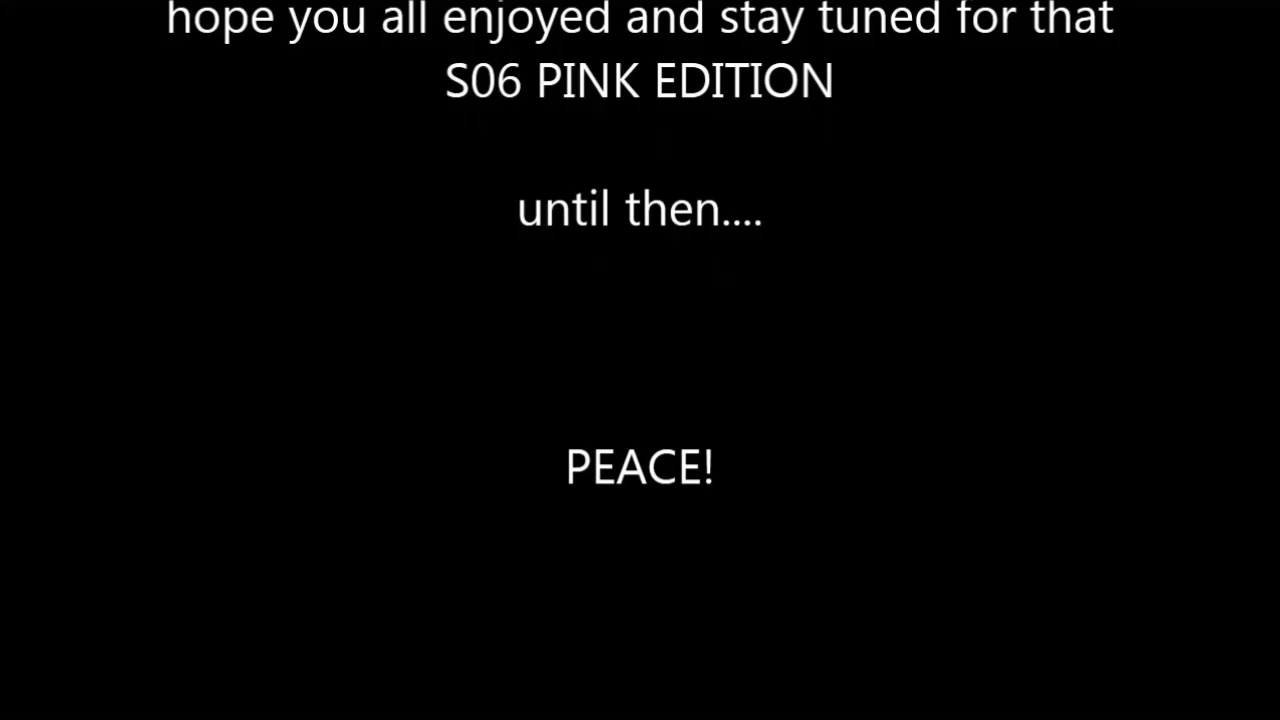 hope you all enjoyed and stay tuned for that
S06 PINK EDITION
until then....
PEACE!